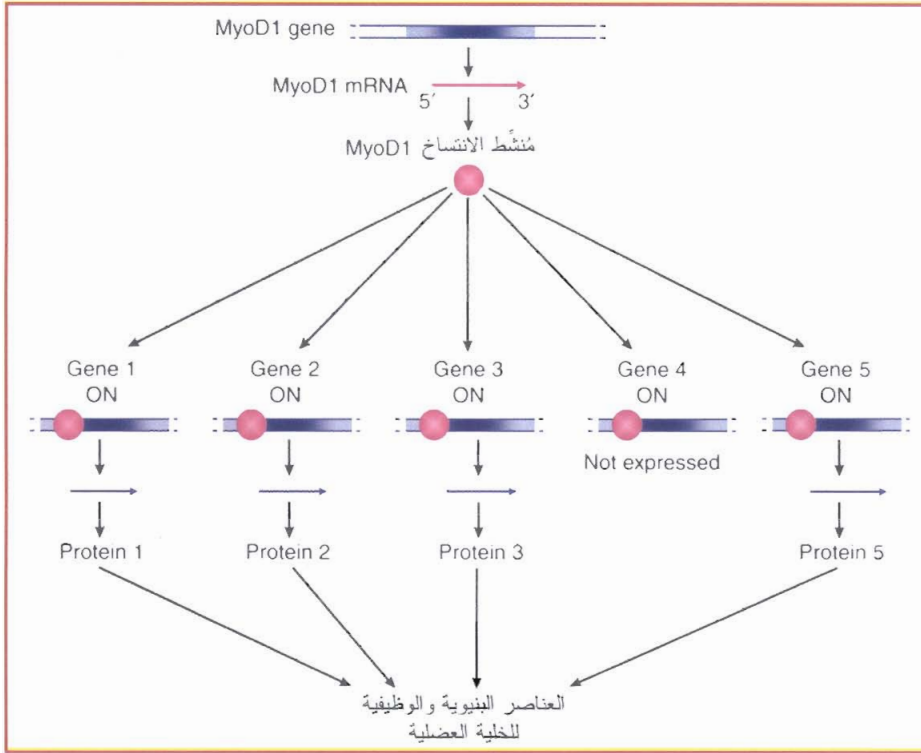 MyoD1 gene
MyoD1 mRNA
5′ 3′
مُنشِّط الانتساخ MyoD1
Gene 1 Gene 2 Gene 3 Gene 4 Gene 5
ON ON ON ON ON
Not expressed
Protein 1 Protein 2 Protein 3 Protein 5
العناصر البنيوية والوظيفية
للخلية العضلية